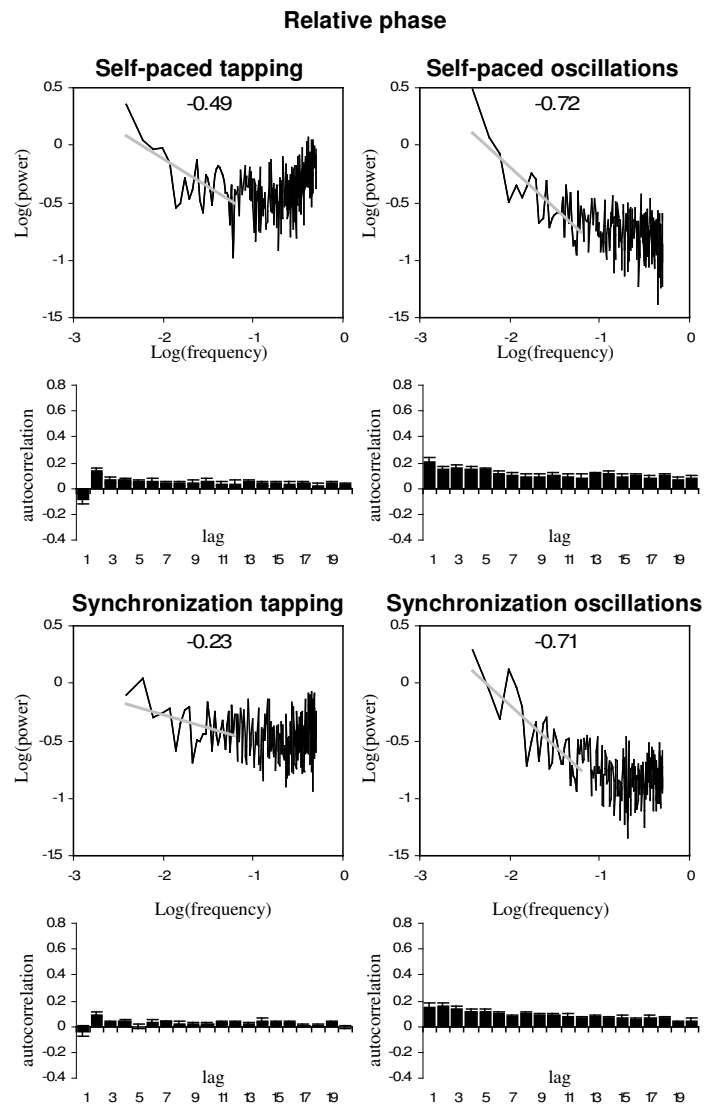 Relative phase
Self-paced tapping
Self-paced oscillations
-0.49
-0.72
0.5
0
-0.5
-1
-1.5
Log(power)
-3
-2
-1
0
Log(frequency)
0.5
0
-0.5
-1
-1.5
Log(power)
-3
-2
-1
0
Log(frequency)
0.8
0.6
0.4
0.2
0
-0.2
-0.4
autocorrelation
lag
1 3 5 7 9 11 13 15 17 19
0.8
0.6
0.4
0.2
0
-0.2
-0.4
autocorrelation
lag
1 3 5 7 9 11 13 15 17 19
Synchronization tapping
Synchronization oscillations
-0.23
-0.71
0.5
0
-0.5
-1
-1.5
Log(power)
-3
-2
-1
0
Log(frequency)
0.5
0
-0.5
-1
-1.5
Log(power)
-3
-2
-1
0
Log(frequency)
0.8
0.6
0.4
0.2
0
-0.2
-0.4
autocorrelation
lag
1 3 5 7 9 11 13 15 17 19
0.8
0.6
0.4
0.2
0
-0.2
-0.4
autocorrelation
lag
1 3 5 7 9 11 13 15 17 19